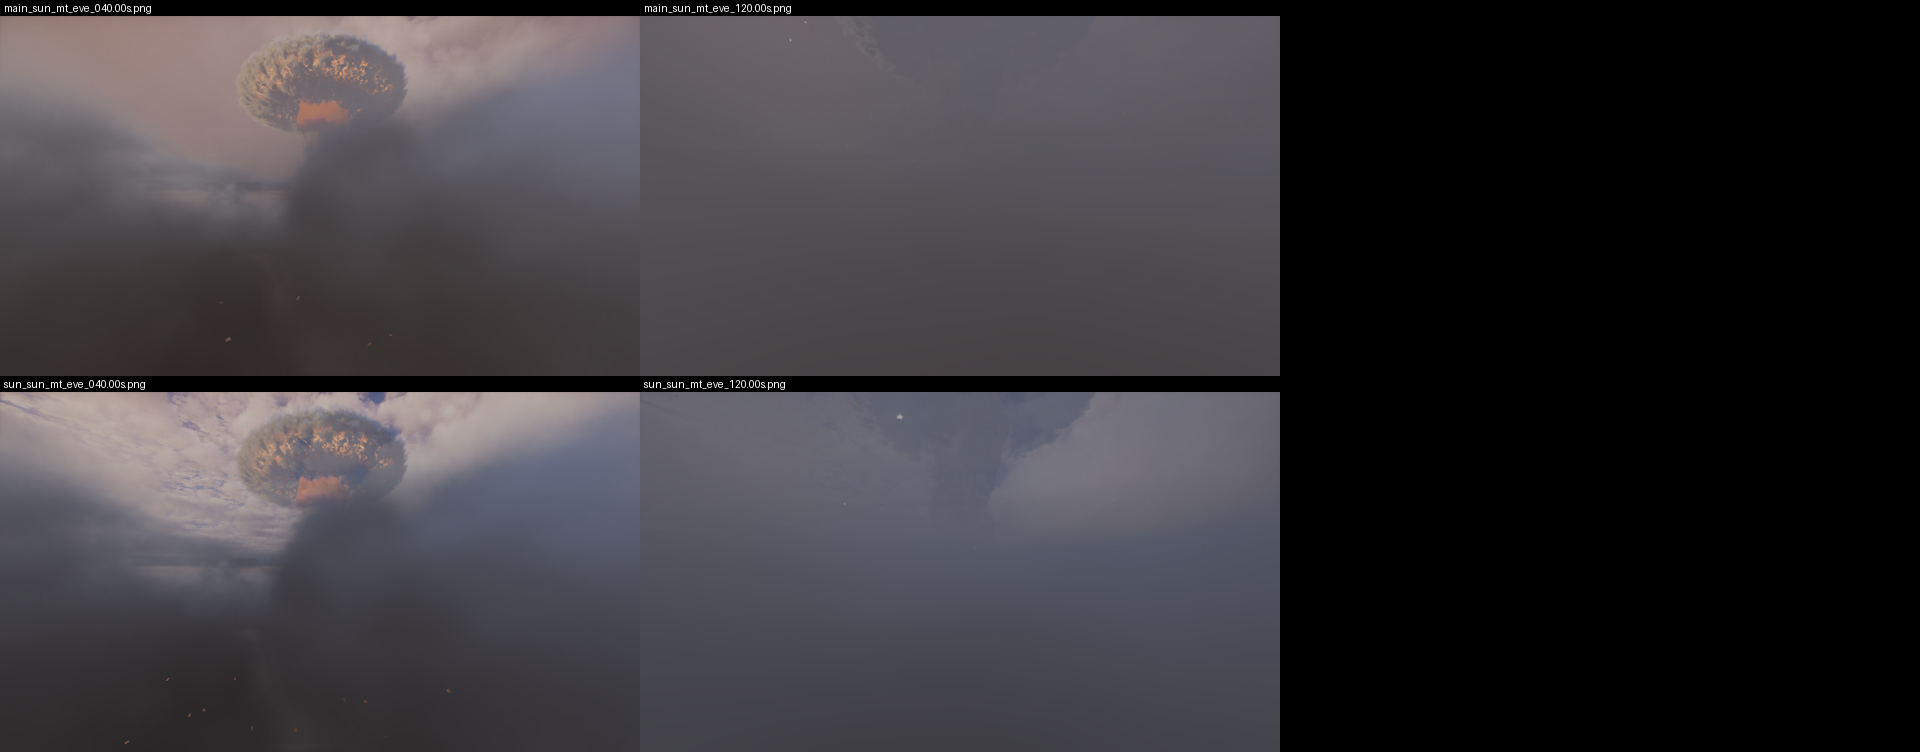 main_sun_mt_eve_040.00s.png
main_sun_mt_eve_120.00s.png
sun_sun_mt_eve_040.00s.png
sun_sun_mt_eve_120.00s.png